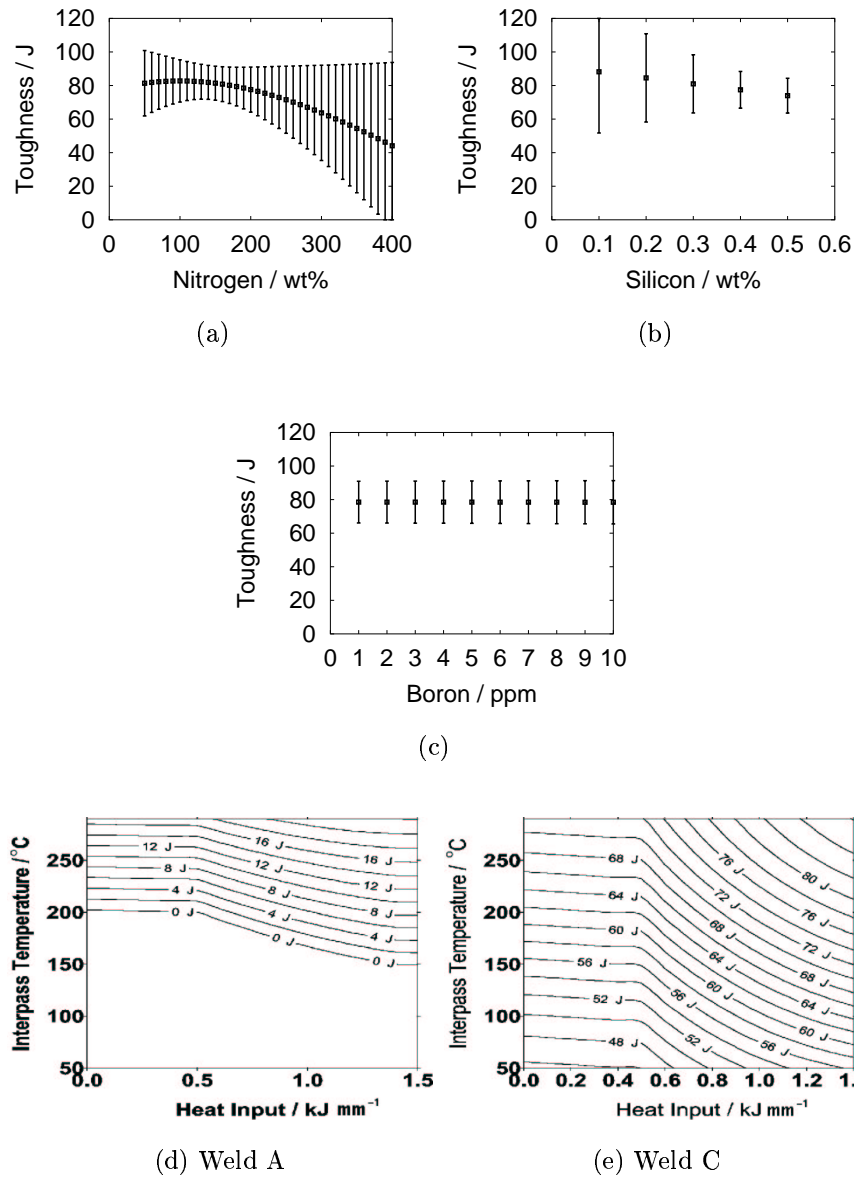 120
100
80
60
40
20
0
Toughness / J
0 100 200 300 400
Nitrogen / wt%
(a)
120
100
80
60
40
20
0
Toughness / J
0 0.1 0.2 0.3 0.4 0.5 0.6
Silicon / wt%
(b)
120
100
80
60
40
20
0
Toughness / J
0 1 2 3 4 5 6 7 8 9 10
Boron / ppm
(c)
Interpass Temperature /°C
250
200
150
100
50
12 J
8 J
4 J
0 J
16 J
12 J
8 J
4 J
0 J
16 J
12 J
8 J
4 J
0 J
0.0 0.5 1.0 1.5
Heat Input / kJ mm⁻¹
(d) Weld A
Interpass Temperature / °C
250
200
150
100
50
68 J
64 J
60 J
56 J
52 J
48 J
76 J
72 J
68 J
64 J
60 J
56 J
52 J
80 J
76 J
72 J
68 J
64 J
60 J
56 J
0.0 0.2 0.4 0.6 0.8 1.0 1.2 1.4
Heat Input / kJ mm⁻¹
(e) Weld C